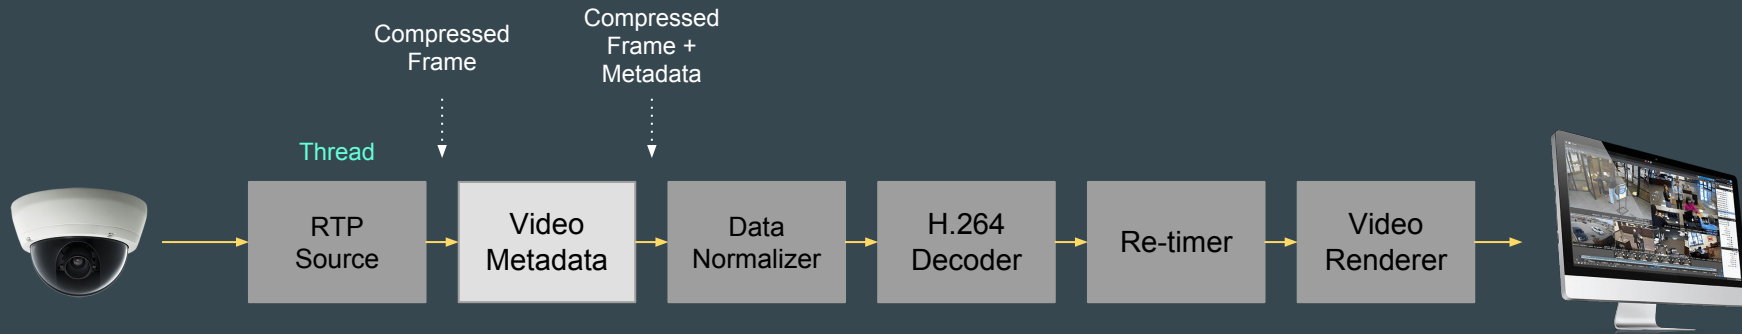 Compressed
Frame
Compressed
Frame +
Metadata
Thread
RTP
Source
Video
Metadata
Data
Normalizer
H.264
Decoder
Re-timer
Video
Renderer